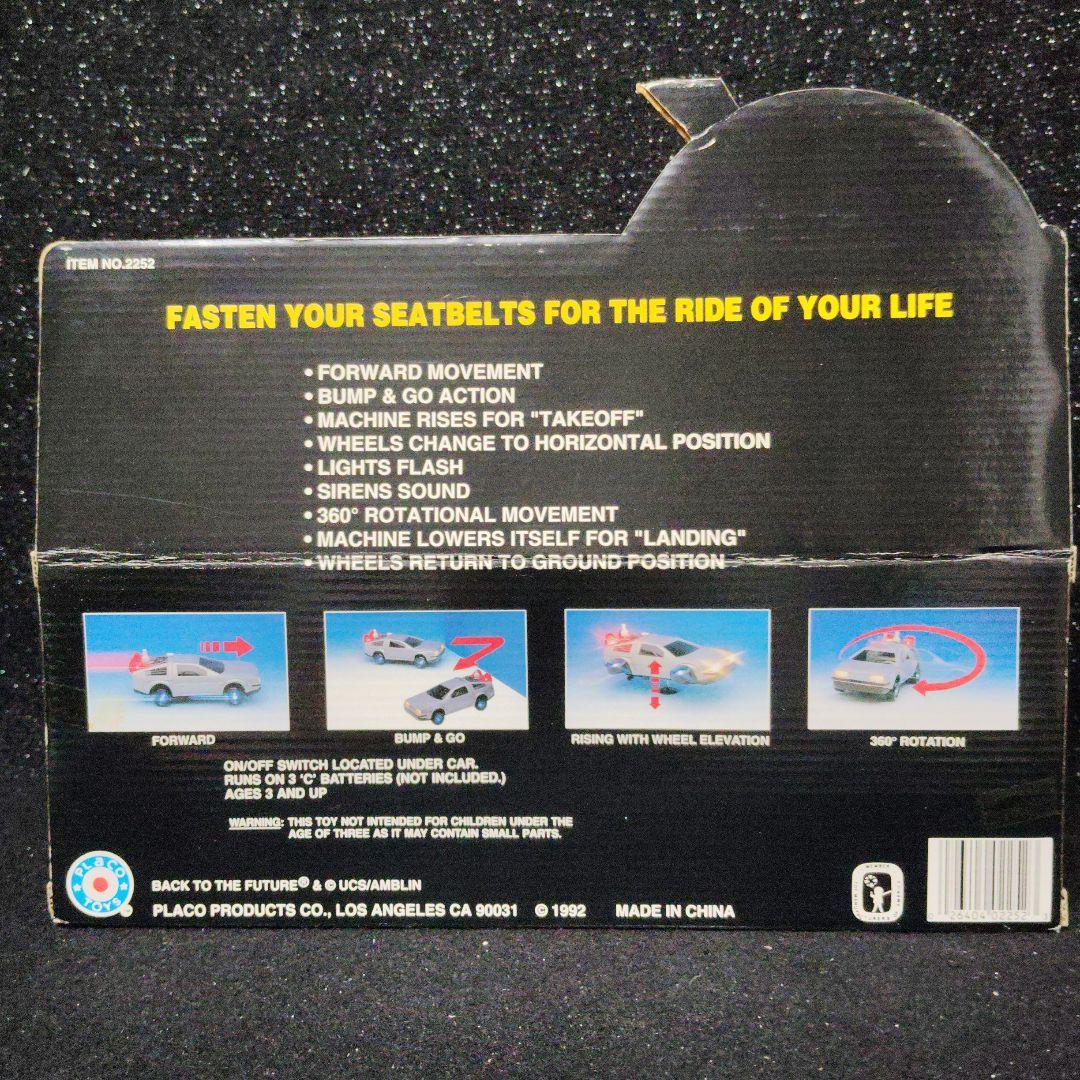 ITEM NO.2252
FASTEN YOUR SEATBELTS FOR THE RIDE OF YOUR LIFE
• FORWARD MOVEMENT
• BUMP & GO ACTION
• MACHINE RISES FOR "TAKEOFF"
• WHEELS CHANGE TO HORIZONTAL POSITION
• LIGHTS FLASH
• SIRENS SOUND
• 360° ROTATIONAL MOVEMENT
• MACHINE LOWERS ITSELF FOR "LANDING"
• WHEELS RETURN TO GROUND POSITION
FORWARD
BUMP & GO
RISING WITH WHEEL ELEVATION
360° ROTATION
ON/OFF SWITCH LOCATED UNDER CAR.
RUNS ON 3 'C' BATTERIES (NOT INCLUDED.)
AGES 3 AND UP
WARNING: THIS TOY NOT INTENDED FOR CHILDREN UNDER THE
AGE OF THREE AS IT MAY CONTAIN SMALL PARTS.
PLACO
TOYS
BACK TO THE FUTURE® & © UCS/AMBLIN
PLACO PRODUCTS CO., LOS ANGELES CA 90031 © 1992 MADE IN CHINA
MEMBER
26404 02252